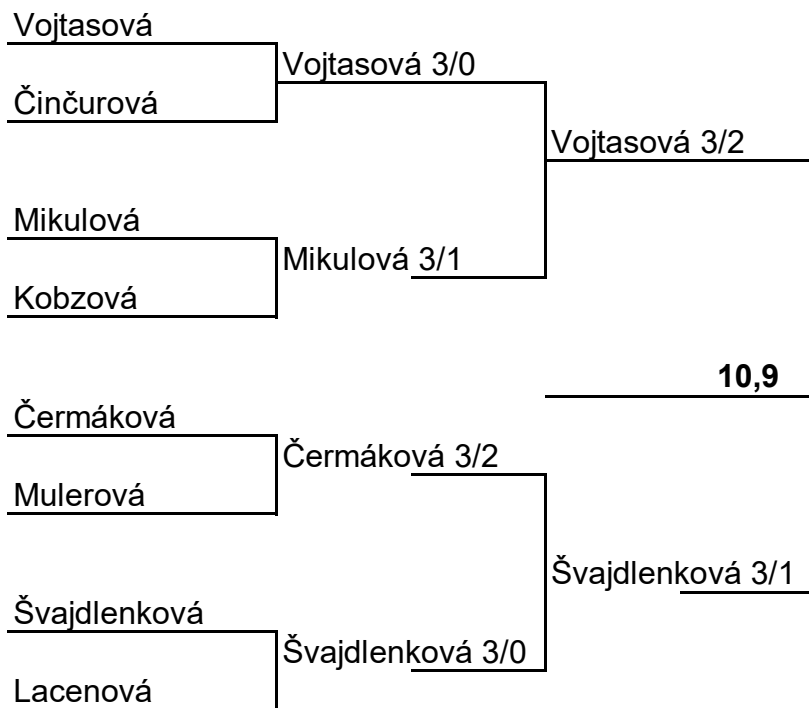 Vojtasová
Vojtasová 3/0
Činčurová
Vojtasová 3/2
Mikulová
Mikulová 3/1
Kobzová
10,9
Čermáková
Čermáková 3/2
Mulerová
Švajdlenková 3/1
Švajdlenková
Švajdlenková 3/0
Lacenová